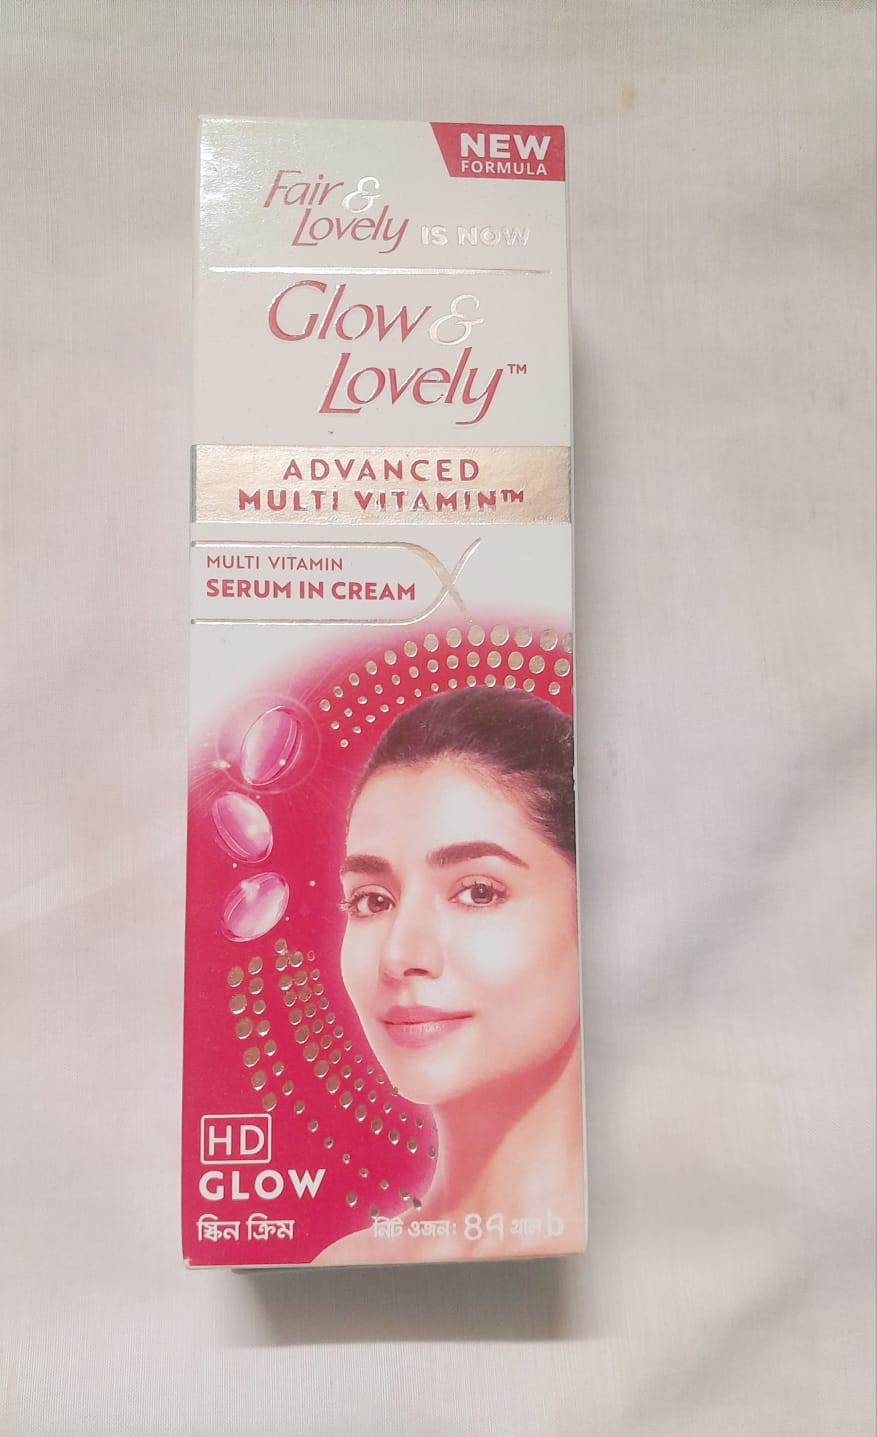 NEW
FORMULA
Fair &
Lovely IS NOW
Glow &
Lovely™
ADVANCED
MULTI VITAMIN™
MULTI VITAMIN
SERUM IN CREAM
HD
GLOW
স্কিন ক্রিম
নিট ওজন: ৪৭ গ্রাম b